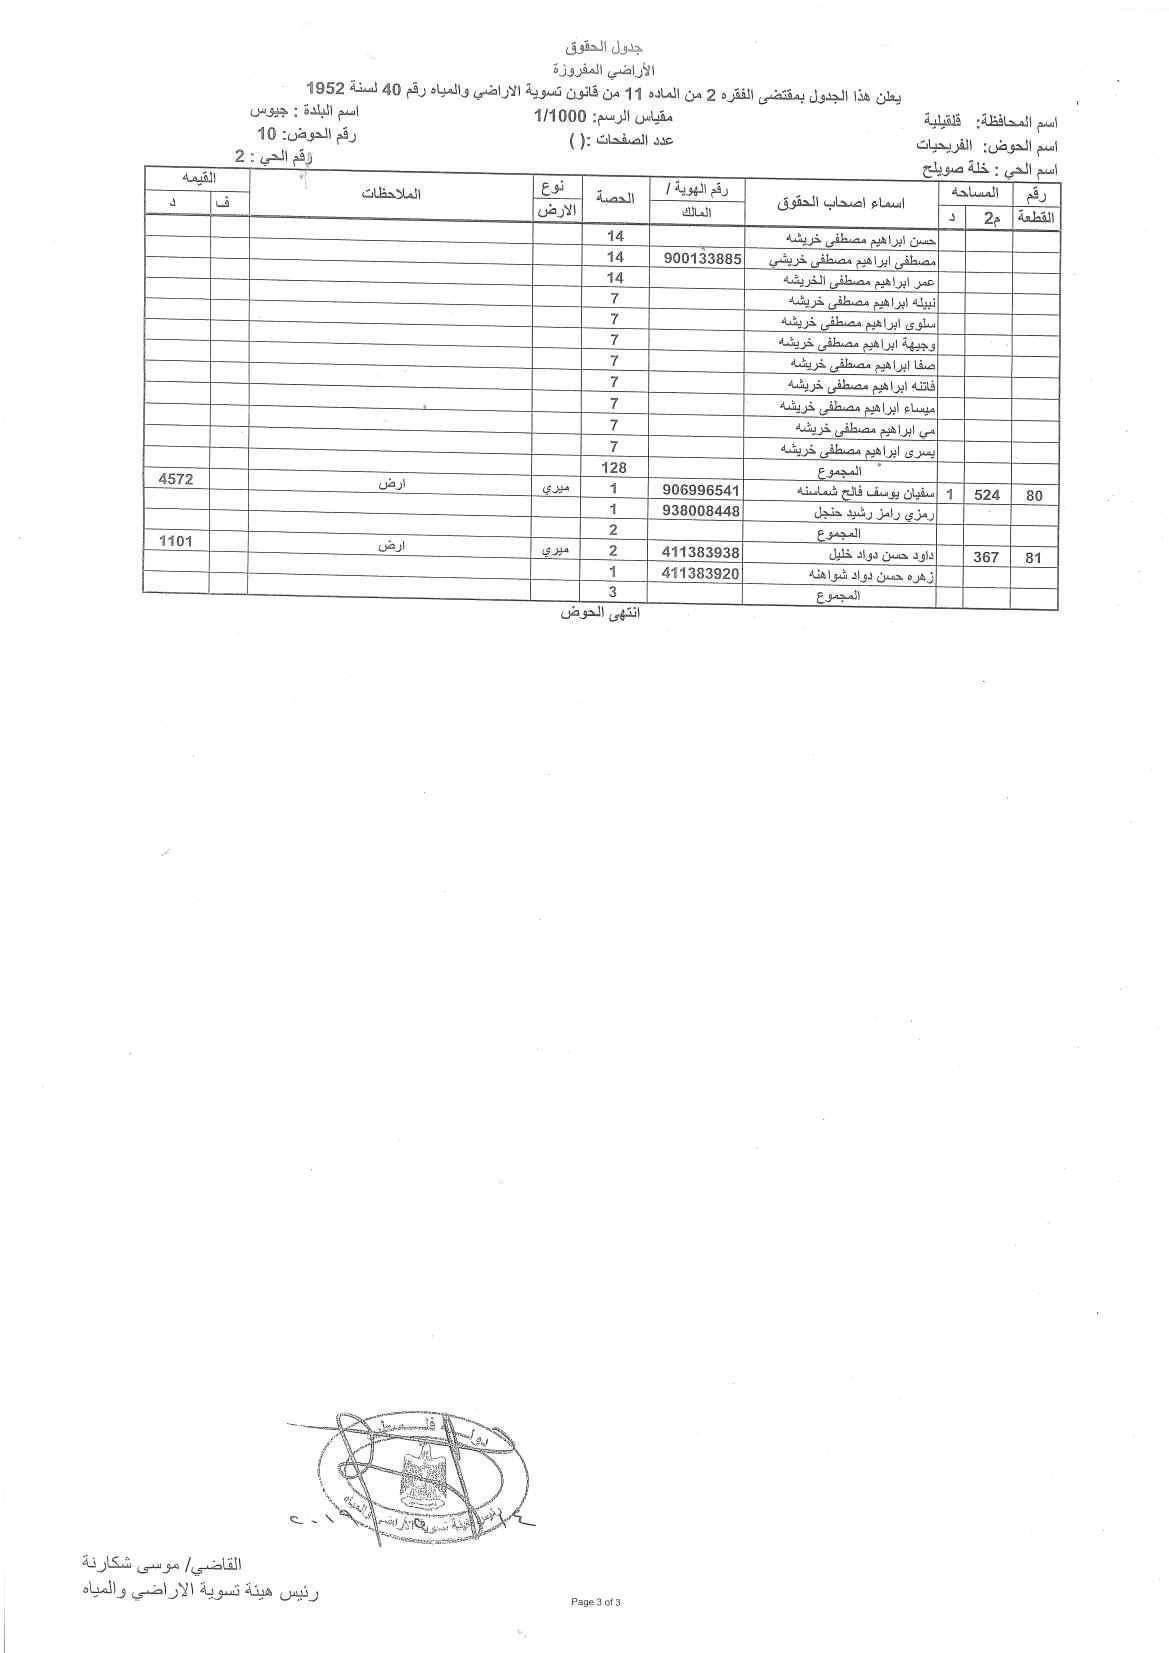 جدول الحقوق
الأراضي المفروزة
يعلن هذا الجدول بمقتضى الفقره 2 من الماده 11 من قانون تسوية الاراضي والمياه رقم 40 لسنة 1952
اسم المحافظة: قلقيلية مقياس الرسم: 1/1000 اسم البلدة : جيوس
اسم الحوض: الفريحيات عدد الصفحات :( ) رقم الحوض: 10
اسم الحي : خلة صويلح رقم الحي : 2
رقم القطعة المساحه م2 د اسماء اصحاب الحقوق رقم الهوية / المالك الحصة نوع الارض الملاحظات القيمه ف د
حسن ابراهيم مصطفى خريشه 14
مصطفى ابراهيم مصطفى خريشي 900133885 14
عمر ابراهيم مصطفى الخريشه 14
نبيله ابراهيم مصطفى خريشه 7
سلوى ابراهيم مصطفى خريشه 7
وجيهة ابراهيم مصطفى خريشه 7
صفا ابراهيم مصطفى خريشه 7
فاتنه ابراهيم مصطفى خريشه 7
ميساء ابراهيم مصطفى خريشه 7
مي ابراهيم مصطفى خريشه 7
يسرى ابراهيم مصطفى خريشه 7
المجموع 128
80 524 1 سفيان يوسف فالح شماسنه 906996541 1 ميري ارض 4572
رمزي رامز رشيد حنجل 938008448 1
المجموع 2
81 367 داود حسن دواد خليل 411383938 2 ميري ارض 1101
زهره حسن دواد شواهنه 411383920 1
المجموع 3
انتهى الحوض
دولة فلسطين
رئيس هيئة تسوية الأراضي والمياه
القاضي/ موسى شكارنة
رئيس هيئة تسوية الاراضي والمياه
Page 3 of 3